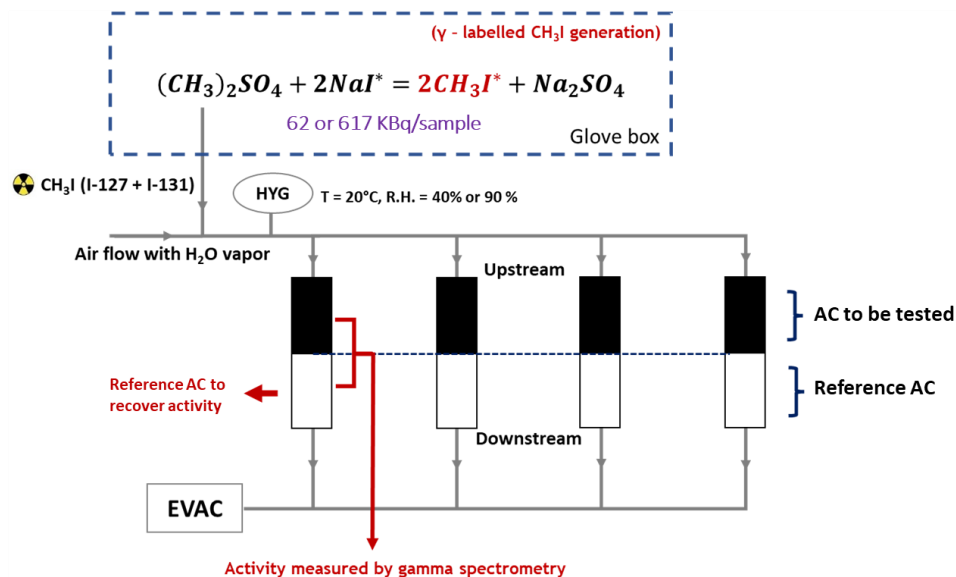 (γ - labelled CH₃I generation)
(CH₃)₂SO₄ + 2NaI* = 2CH₃I* + Na₂SO₄
62 or 617 KBq/sample
Glove box
CH₃I (I-127 + I-131)
HYG
T = 20°C, R.H. = 40% or 90 %
Air flow with H₂O vapor
Upstream
AC to be tested
Reference AC to
recover activity
Reference AC
Downstream
EVAC
Activity measured by gamma spectrometry